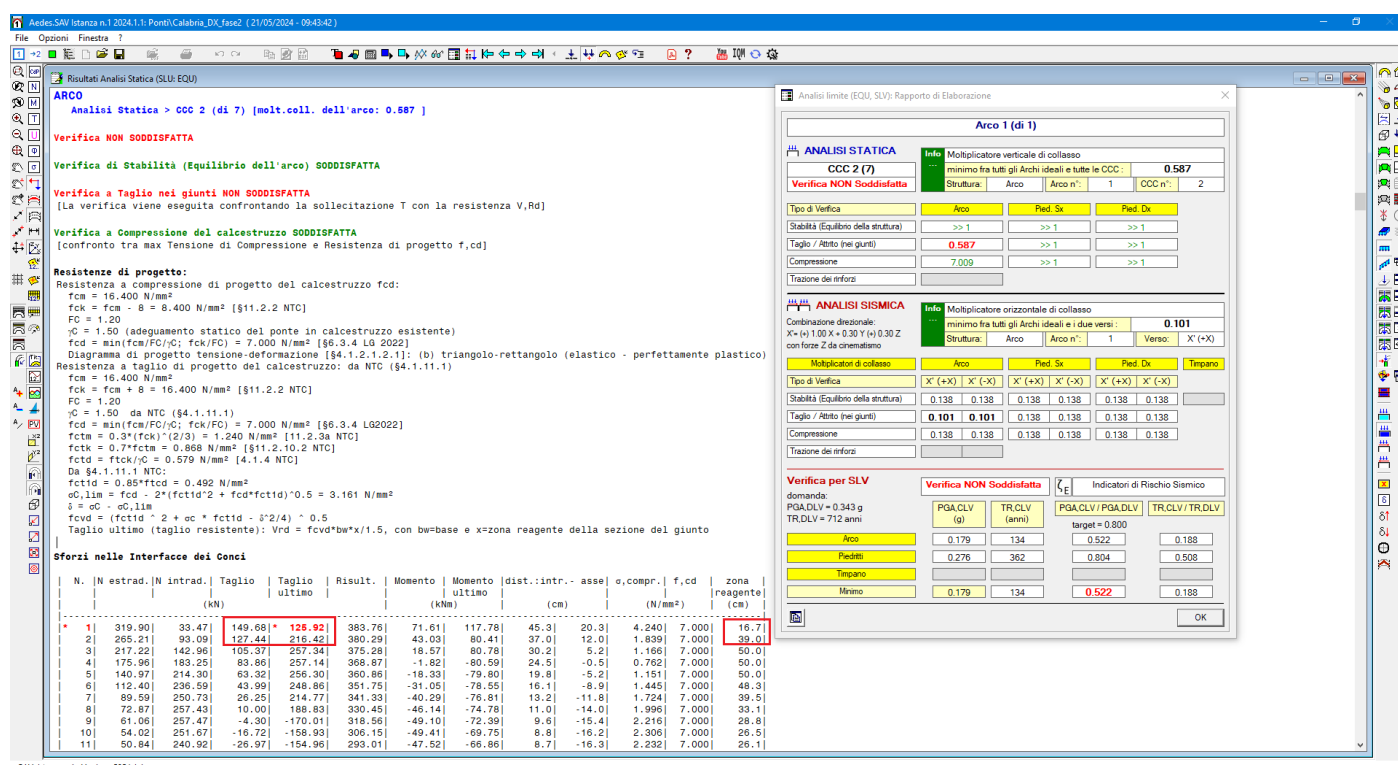 Aedes.SAV Istanza n.1 2024.1.1: Ponti\Calabria_DX_fase2 ( 21/05/2024 - 09:43:42 )
File Opzioni Finestra ?
Risultati Analisi Statica (SLU: EQU)
ARCO
Analisi Statica > CCC 2 (di 7) [molt.coll. dell'arco: 0.587 ]
Verifica NON SODDISFATTA
Verifica di Stabilità (Equilibrio dell'arco) SODDISFATTA
Verifica a Taglio nei giunti NON SODDISFATTA
[La verifica viene eseguita confrontando la sollecitazione T con la resistenza V,Rd]
Verifica a Compressione del calcestruzzo SODDISFATTA
[confronto tra max Tensione di Compressione e Resistenza di progetto f,cd]
Resistenze di progetto:
Resistenza a compressione di progetto del calcestruzzo fcd:
fcm = 16.400 N/mm²
fck = fcm - 8 = 8.400 N/mm² [§11.2.2 NTC]
FC = 1.20
γC = 1.50 (adeguamento statico del ponte in calcestruzzo esistente)
fcd = min(fcm/FC/γC; fck/FC) = 7.000 N/mm² [§6.3.4 LG 2022]
Diagramma di progetto tensione-deformazione [§4.1.2.1.2.1]: (b) triangolo-rettangolo (elastico - perfettamente plastico)
Resistenza a taglio di progetto del calcestruzzo: da NTC (§4.1.11.1)
fcm = 16.400 N/mm²
fck = fcm + 8 = 16.400 N/mm² [§11.2.2 NTC]
FC = 1.20
γC = 1.50 da NTC (§4.1.11.1)
fcd = min(fcm/FC/γC; fck/FC) = 7.000 N/mm² [§6.3.4 LG2022]
fctm = 0.3*(fck)^(2/3) = 1.240 N/mm² [11.2.3a NTC]
fctk = 0.7*fctm = 0.868 N/mm² [§11.2.10.2 NTC]
fctd = ftck/γC = 0.579 N/mm² [4.1.4 NTC]
Da §4.1.11.1 NTC:
fct1d = 0.85*ftcd = 0.492 N/mm²
σC,lim = fcd - 2*(fct1d^2 + fcd*fct1d)^0.5 = 3.161 N/mm²
δ = σC - σC,lim
fcvd = (fct1d ^ 2 + σc * fct1d - δ^2/4) ^ 0.5
Taglio ultimo (taglio resistente): Vrd = fcvd*bw*x/1.5, con bw=base e x=zona reagente della sezione del giunto
Sforzi nelle Interfacce dei Conci
| N. |N estrad.|N intrad.| Taglio | Taglio | Risult. | Momento | Momento |dist.:intr.- asse| σ,compr.| f,cd | zona |
| | | | | ultimo | | | ultimo | | | |reagente|
| | (kN) | (kNm) | (cm) | (N/mm²) | (cm) |
|* 1| 319.90| 33.47| 149.68|* 125.92| 383.76| 71.61| 117.78| 45.3| 20.3| 4.240| 7.000| 16.7|
| 2| 265.21| 93.09| 127.44| 216.42| 380.29| 43.03| 80.41| 37.0| 12.0| 1.839| 7.000| 39.0|
| 3| 217.22| 142.96| 105.37| 257.34| 375.28| 18.57| 80.78| 30.2| 5.2| 1.166| 7.000| 50.0|
| 4| 175.96| 183.25| 83.86| 257.14| 368.87| -1.82| -80.59| 24.5| -0.5| 0.762| 7.000| 50.0|
| 5| 140.97| 214.30| 63.32| 256.30| 360.86| -18.33| -79.80| 19.8| -5.2| 1.151| 7.000| 50.0|
| 6| 112.40| 236.59| 43.99| 248.86| 351.75| -31.05| -78.55| 16.1| -8.9| 1.445| 7.000| 48.3|
| 7| 89.59| 250.73| 26.25| 214.77| 341.33| -40.29| -76.81| 13.2| -11.8| 1.724| 7.000| 39.5|
| 8| 72.87| 257.43| 10.00| 188.83| 330.45| -46.14| -74.78| 11.0| -14.0| 1.996| 7.000| 33.1|
| 9| 61.06| 257.47| -4.30| -170.01| 318.56| -49.10| -72.39| 9.6| -15.4| 2.216| 7.000| 28.8|
| 10| 54.02| 251.67| -16.72| -158.93| 306.15| -49.41| -69.75| 8.8| -16.2| 2.306| 7.000| 26.5|
| 11| 50.84| 240.92| -26.97| -154.96| 293.01| -47.52| -66.86| 8.7| -16.3| 2.232| 7.000| 26.1|
Analisi limite (EQU, SLV): Rapporto di Elaborazione
Arco 1 (di 1)
ANALISI STATICA
Info Moltiplicatore verticale di collasso
CCC 2 (7) minimo fra tutti gli Archi ideali e tutte le CCC : 0.587
Verifica NON Soddisfatta Struttura: Arco Arco n°: 1 CCC n°: 2
Tipo di Verifica Arco Pied. Sx Pied. Dx
Stabilità (Equilibrio della struttura) >> 1 >> 1 >> 1
Taglio / Attrito (nei giunti) 0.587 >> 1 >> 1
Compressione 7.009 >> 1 >> 1
Trazione dei rinforzi
ANALISI SISMICA
Info Moltiplicatore orizzontale di collasso
Combinazione direzionale: minimo fra tutti gli Archi ideali e i due versi : 0.101
X'= (+) 1.00 X + 0.30 Y (+) 0.30 Z Struttura: Arco Arco n°: 1 Verso: X' (+X)
con forze Z da cinematismo
Moltiplicatori di collasso Arco Pied. Sx Pied. Dx Timpano
Tipo di Verifica X' (+X) X' (-X) X' (+X) X' (-X) X' (+X) X' (-X)
Stabilità (Equilibrio della struttura) 0.138 0.138 0.138 0.138 0.138 0.138
Taglio / Attrito (nei giunti) 0.101 0.101 0.138 0.138 0.138 0.138
Compressione 0.138 0.138 0.138 0.138 0.138 0.138
Trazione dei rinforzi
Verifica per SLV Verifica NON Soddisfatta ζE Indicatori di Rischio Sismico
domanda:
PGA,DLV = 0.343 g
TR,DLV = 712 anni
PGA,CLV (g) TR,CLV (anni) PGA,CLV / PGA,DLV target = 0.800 TR,CLV / TR,DLV
Arco 0.179 134 0.522 0.188
Piedritti 0.276 362 0.804 0.508
Timpano
Minimo 0.179 134 0.522 0.188
OK